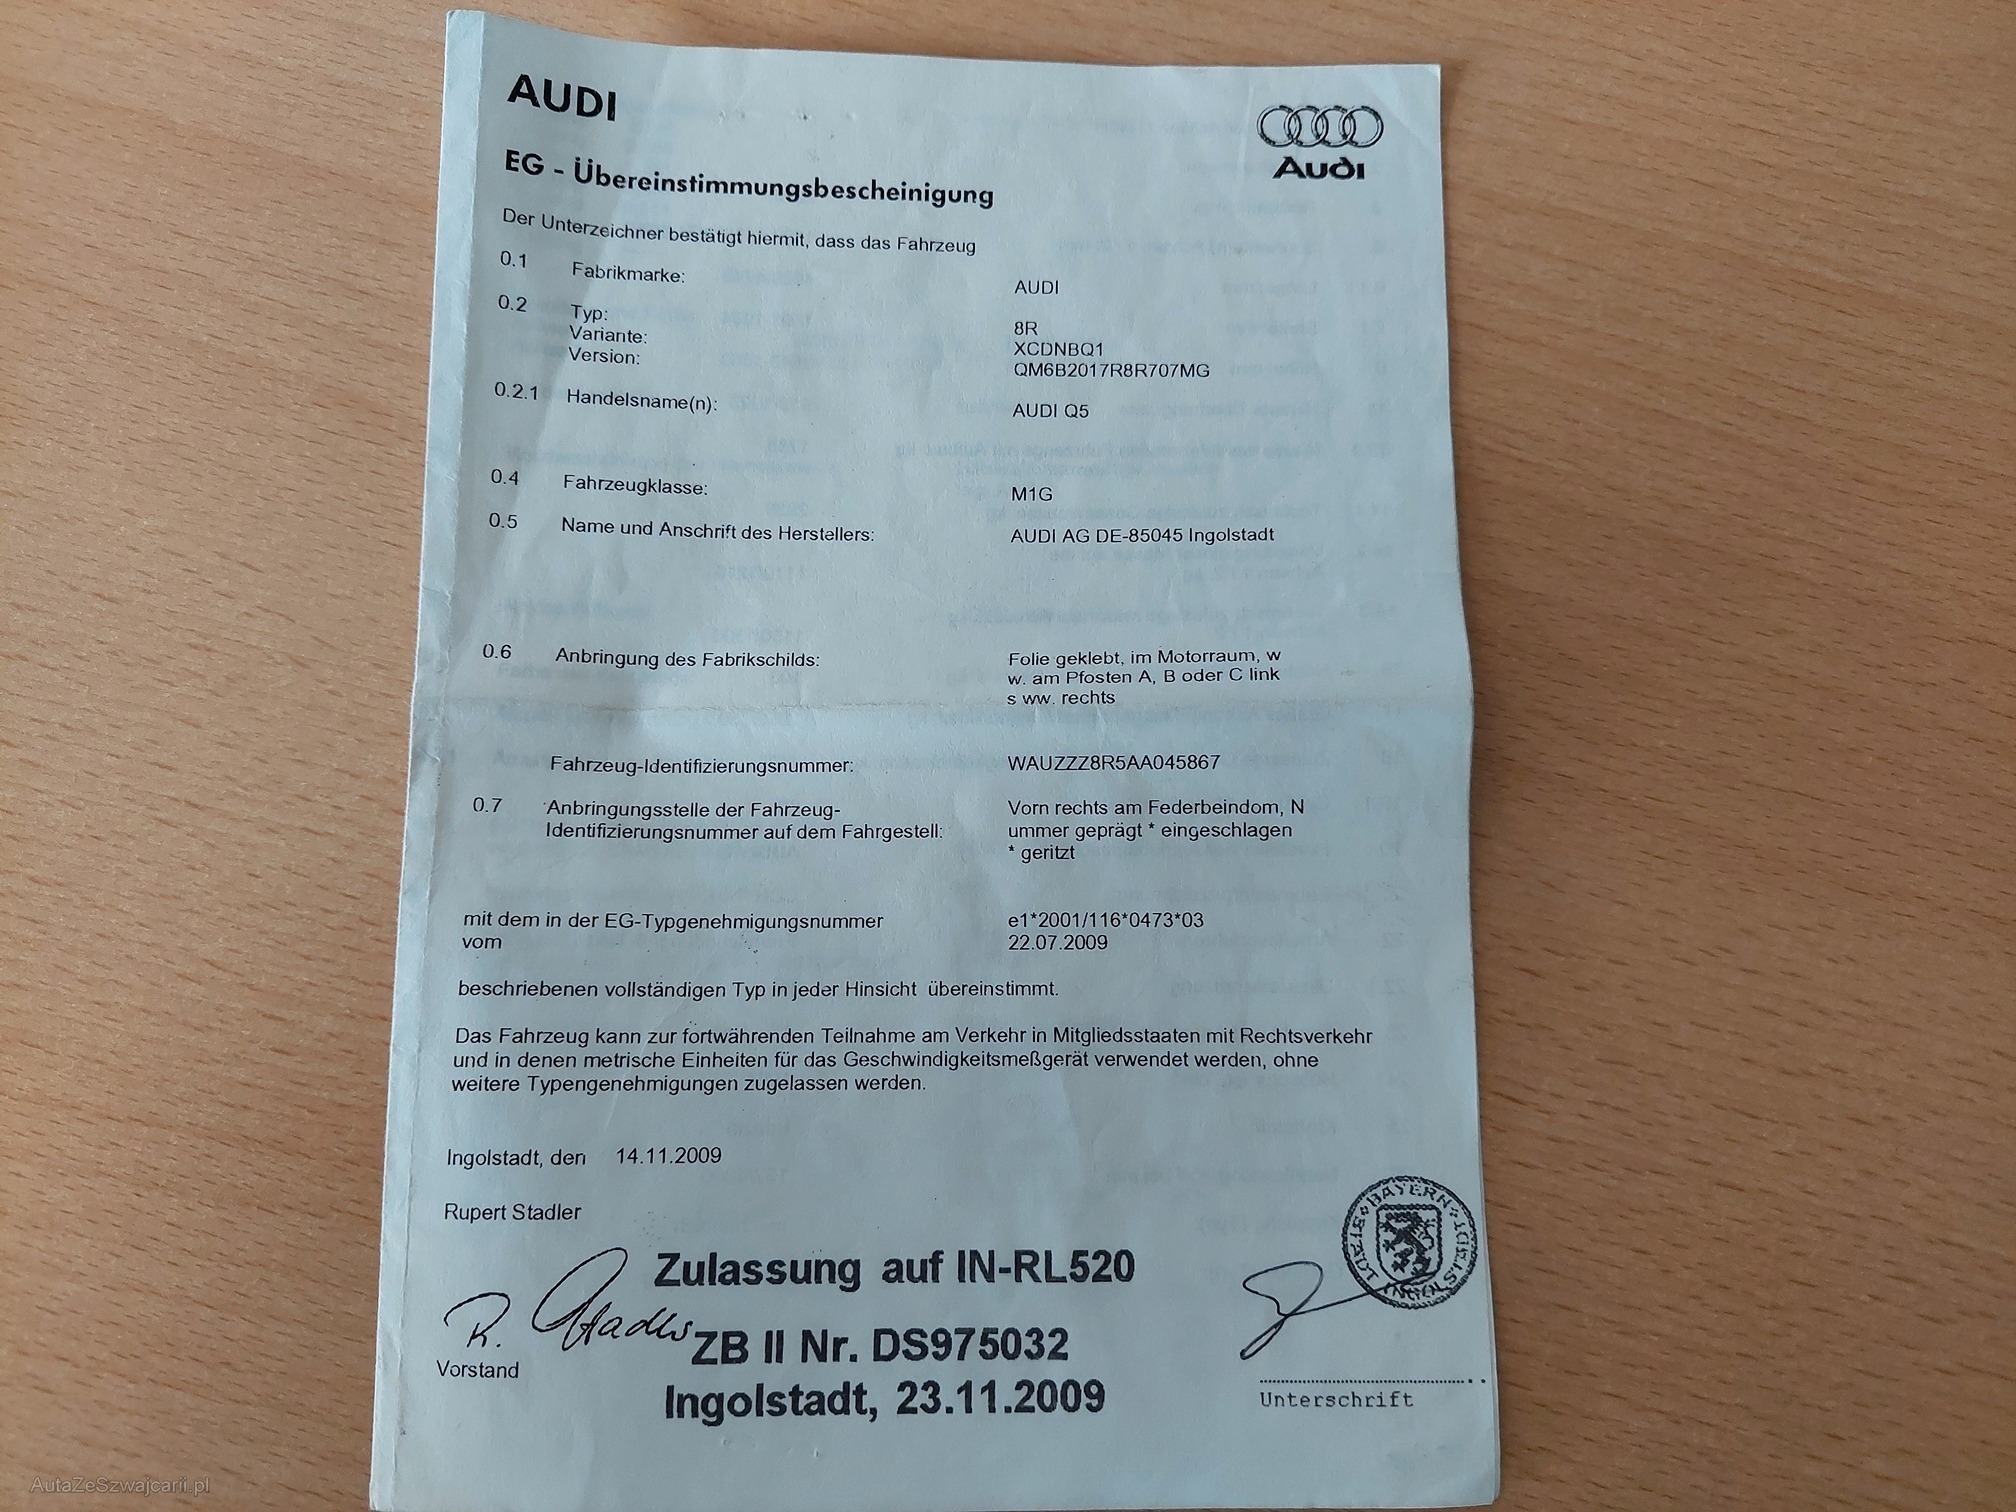 AUDI
Audi
EG - Übereinstimmungsbescheinigung
Der Unterzeichner bestätigt hiermit, dass das Fahrzeug
0.1 Fabrikmarke: AUDI
0.2 Typ: 8R
Variante: XCDNBQ1
Version: QM6B2017R8R707MG
0.2.1 Handelsname(n): AUDI Q5
0.4 Fahrzeugklasse: M1G
0.5 Name und Anschrift des Herstellers: AUDI AG DE-85045 Ingolstadt
0.6 Anbringung des Fabrikschilds: Folie geklebt, im Motorraum, w
w. am Pfosten A, B oder C link
s ww. rechts
Fahrzeug-Identifizierungsnummer: WAUZZZ8R5AA045867
0.7 Anbringungsstelle der Fahrzeug- Vorn rechts am Federbeindom, N
Identifizierungsnummer auf dem Fahrgestell: ummer geprägt * eingeschlagen
* geritzt
mit dem in der EG-Typgenehmigungsnummer e1*2001/116*0473*03
vom 22.07.2009
beschriebenen vollständigen Typ in jeder Hinsicht übereinstimmt.
Das Fahrzeug kann zur fortwährenden Teilnahme am Verkehr in Mitgliedsstaaten mit Rechtsverkehr
und in denen metrische Einheiten für das Geschwindigkeitsmeßgerät verwendet werden, ohne
weitere Typengenehmigungen zugelassen werden.
Ingolstadt, den 14.11.2009
Rupert Stadler
BAYERN
STADT INGOLSTADT
Zulassung auf IN-RL520
R. Stadler
ZB II Nr. DS975032
Vorstand
Ingolstadt, 23.11.2009
Unterschrift
AutaZeSzwajcarii.pl